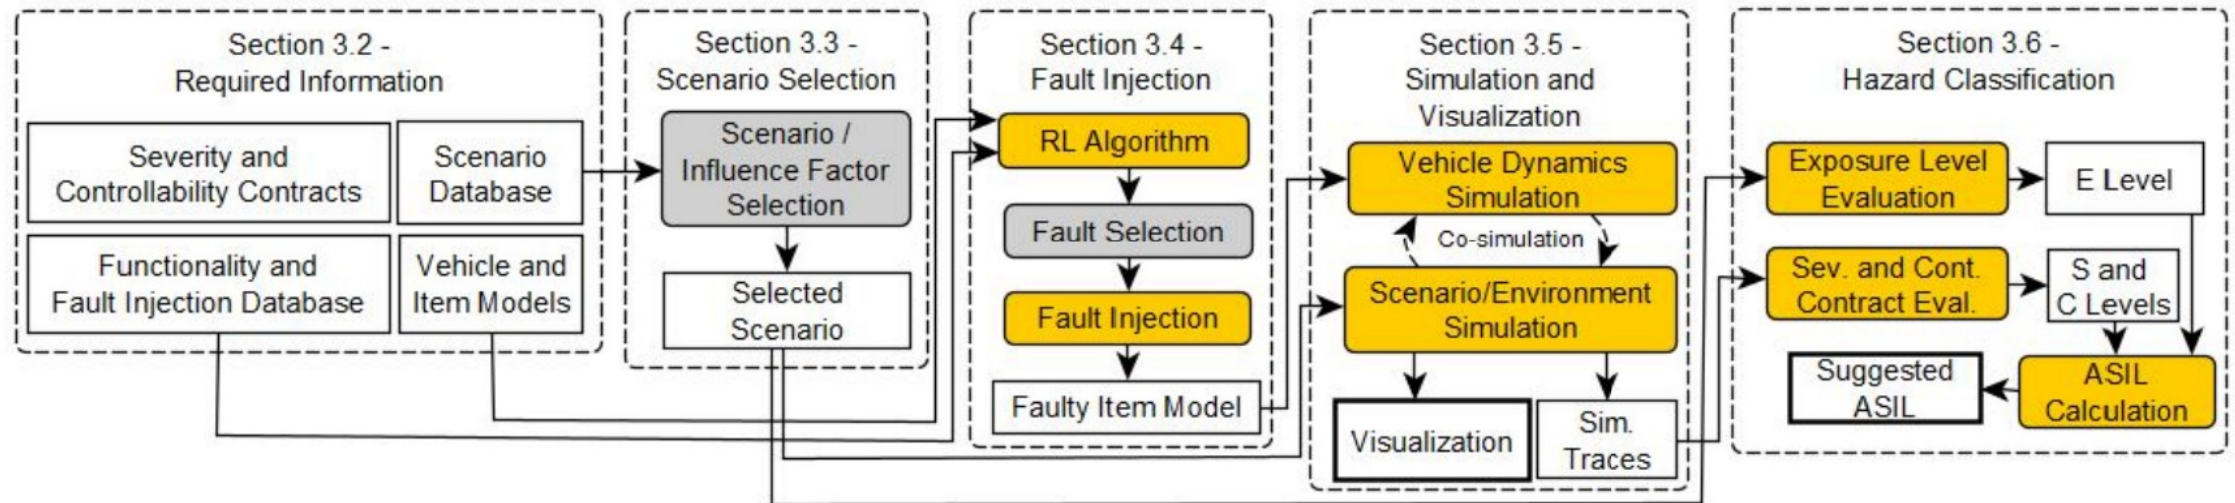 Section 3.2 -
Required Information
Severity and
Controllability Contracts
Scenario
Database
Functionality and
Fault Injection Database
Vehicle and
Item Models
Section 3.3 -
Scenario Selection
Scenario /
Influence Factor
Selection
Selected
Scenario
Section 3.4 -
Fault Injection
RL Algorithm
Fault Selection
Fault Injection
Faulty Item Model
Section 3.5 -
Simulation and
Visualization
Vehicle Dynamics
Simulation
Co-simulation
Scenario/Environment
Simulation
Visualization
Sim.
Traces
Section 3.6 -
Hazard Classification
Exposure Level
Evaluation
E Level
Sev. and Cont.
Contract Eval.
S and
C Levels
Suggested
ASIL
ASIL
Calculation